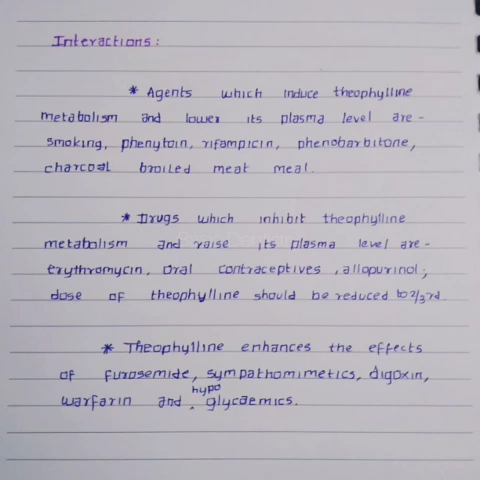 Interactions :
* Agents which induce theophylline
metabolism and lower its plasma level are -
smoking, phenytoin, rifampicin, phenobarbitone,
charcoal broiled meat meal.
* Drugs which inhibit theophylline
metabolism and raise its plasma level are -
erythromycin, oral contraceptives , allopurinol ;
dose of theophylline should be reduced to 2/3rd.
* Theophylline enhances the effects
of furosemide, sympathomimetics, digoxin,
warfarin and hypo glycaemics.